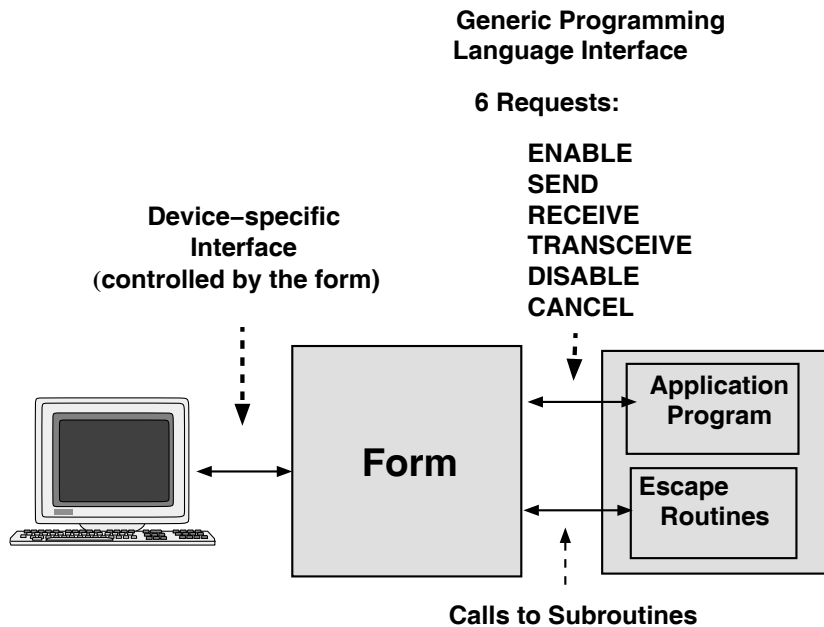 Generic Programming
Language Interface
6 Requests:
ENABLE
SEND
RECEIVE
TRANSCEIVE
DISABLE
CANCEL
Device−specific
Interface
(controlled by the form)
Form
Application
Program
Escape
Routines
Calls to Subroutines